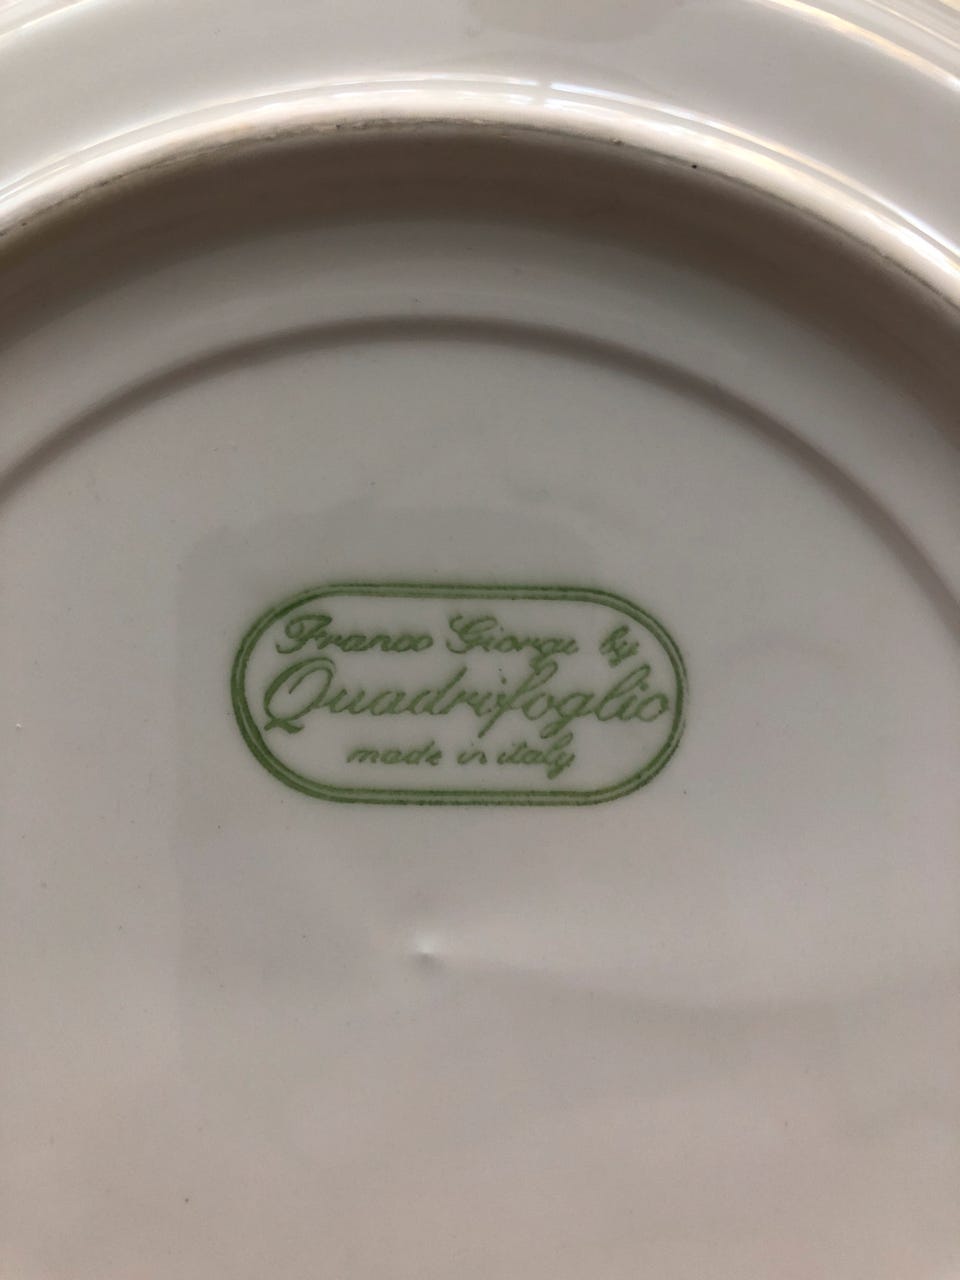 Franco Giorgi by
Quadrifoglio
made in italy